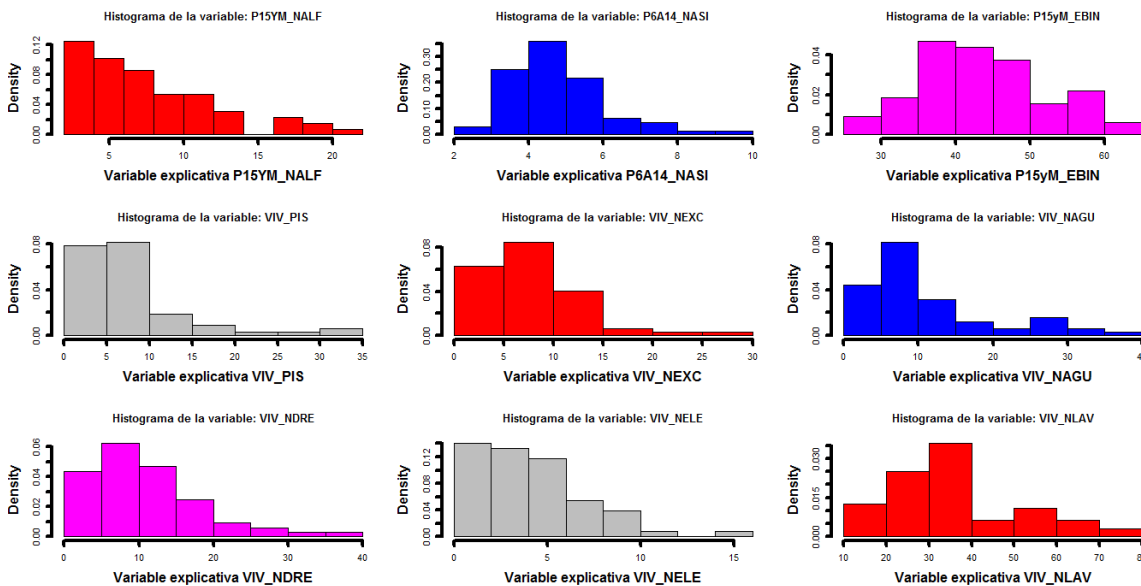 Histograma de la variable: P15YM_NALF
Density
0.00 0.04 0.08 0.12
5 10 15 20
Variable explicativa P15YM_NALF
Histograma de la variable: P6A14_NASI
Density
0.00 0.10 0.20 0.30
2 4 6 8 10
Variable explicativa P6A14_NASI
Histograma de la variable: P15yM_EBIN
Density
0.00 0.02 0.04
30 40 50 60
Variable explicativa P15yM_EBIN
Histograma de la variable: VIV_PIS
Density
0.00 0.04 0.08
0 5 10 15 20 25 30 35
Variable explicativa VIV_PIS
Histograma de la variable: VIV_NEXC
Density
0.00 0.04 0.08
0 5 10 15 20 25 30
Variable explicativa VIV_NEXC
Histograma de la variable: VIV_NAGU
Density
0.00 0.04 0.08
0 10 20 30 40
Variable explicativa VIV_NAGU
Histograma de la variable: VIV_NDRE
Density
0.00 0.02 0.04 0.06
0 10 20 30 40
Variable explicativa VIV_NDRE
Histograma de la variable: VIV_NELE
Density
0.00 0.04 0.08 0.12
0 5 10 15
Variable explicativa VIV_NELE
Histograma de la variable: VIV_NLAV
Density
0.000 0.015 0.030
10 20 30 40 50 60 70 80
Variable explicativa VIV_NLAV